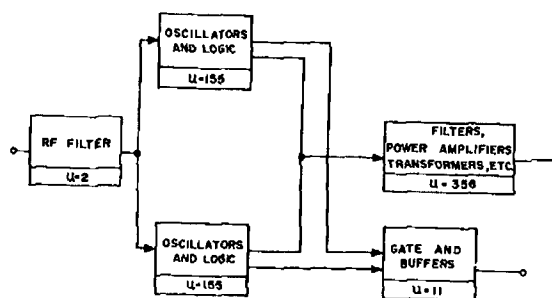 OSCILLATORS
AND LOGIC
u=155
RF FILTER
u=2
FILTERS,
POWER AMPLIFIERS
TRANSFORMERS, ETC.
u=356
OSCILLATORS
AND LOGIC
u=155
GATE AND
BUFFERS
u=11